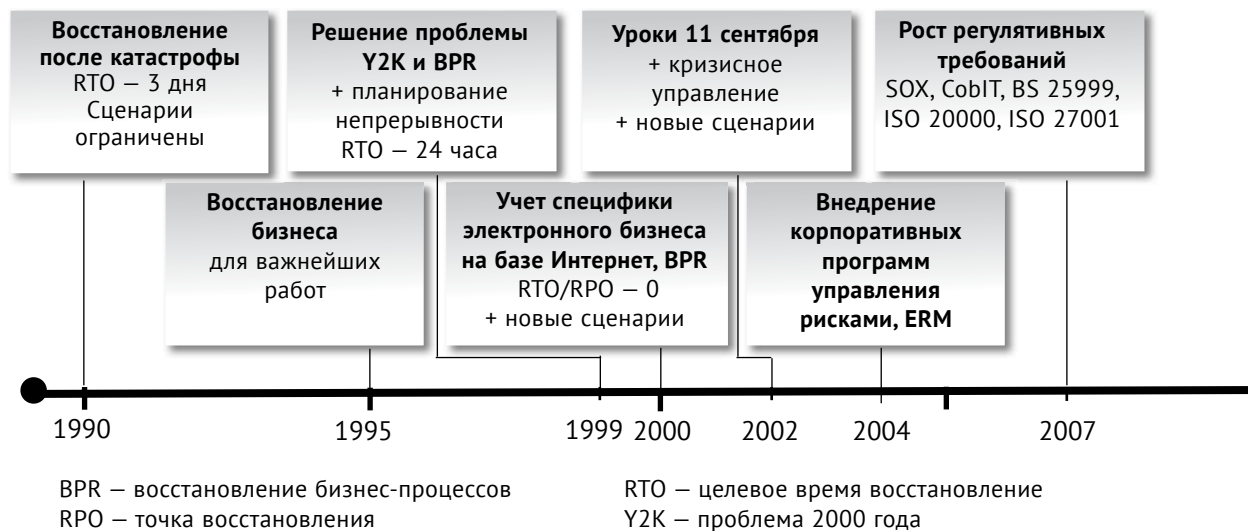 Восстановление
после катастрофы
RTO — 3 дня
Сценарии
ограничены
Решение проблемы
Y2K и BPR
+ планирование
непрерывности
RTO — 24 часа
Уроки 11 сентября
+ кризисное
управление
+ новые сценарии
Рост регулятивных
требований
SOX, CobIT, BS 25999,
ISO 20000, ISO 27001
Восстановление
бизнеса
для важнейших
работ
Учет специфики
электронного бизнеса
на базе Интернет, BPR
RTO/RPO — 0
+ новые сценарии
Внедрение
корпоративных
программ
управления
рисками, ERM
1990 1995 1999 2000 2002 2004 2007
BPR — восстановление бизнес-процессов
RPO — точка восстановления
RTO — целевое время восстановление
Y2K — проблема 2000 года